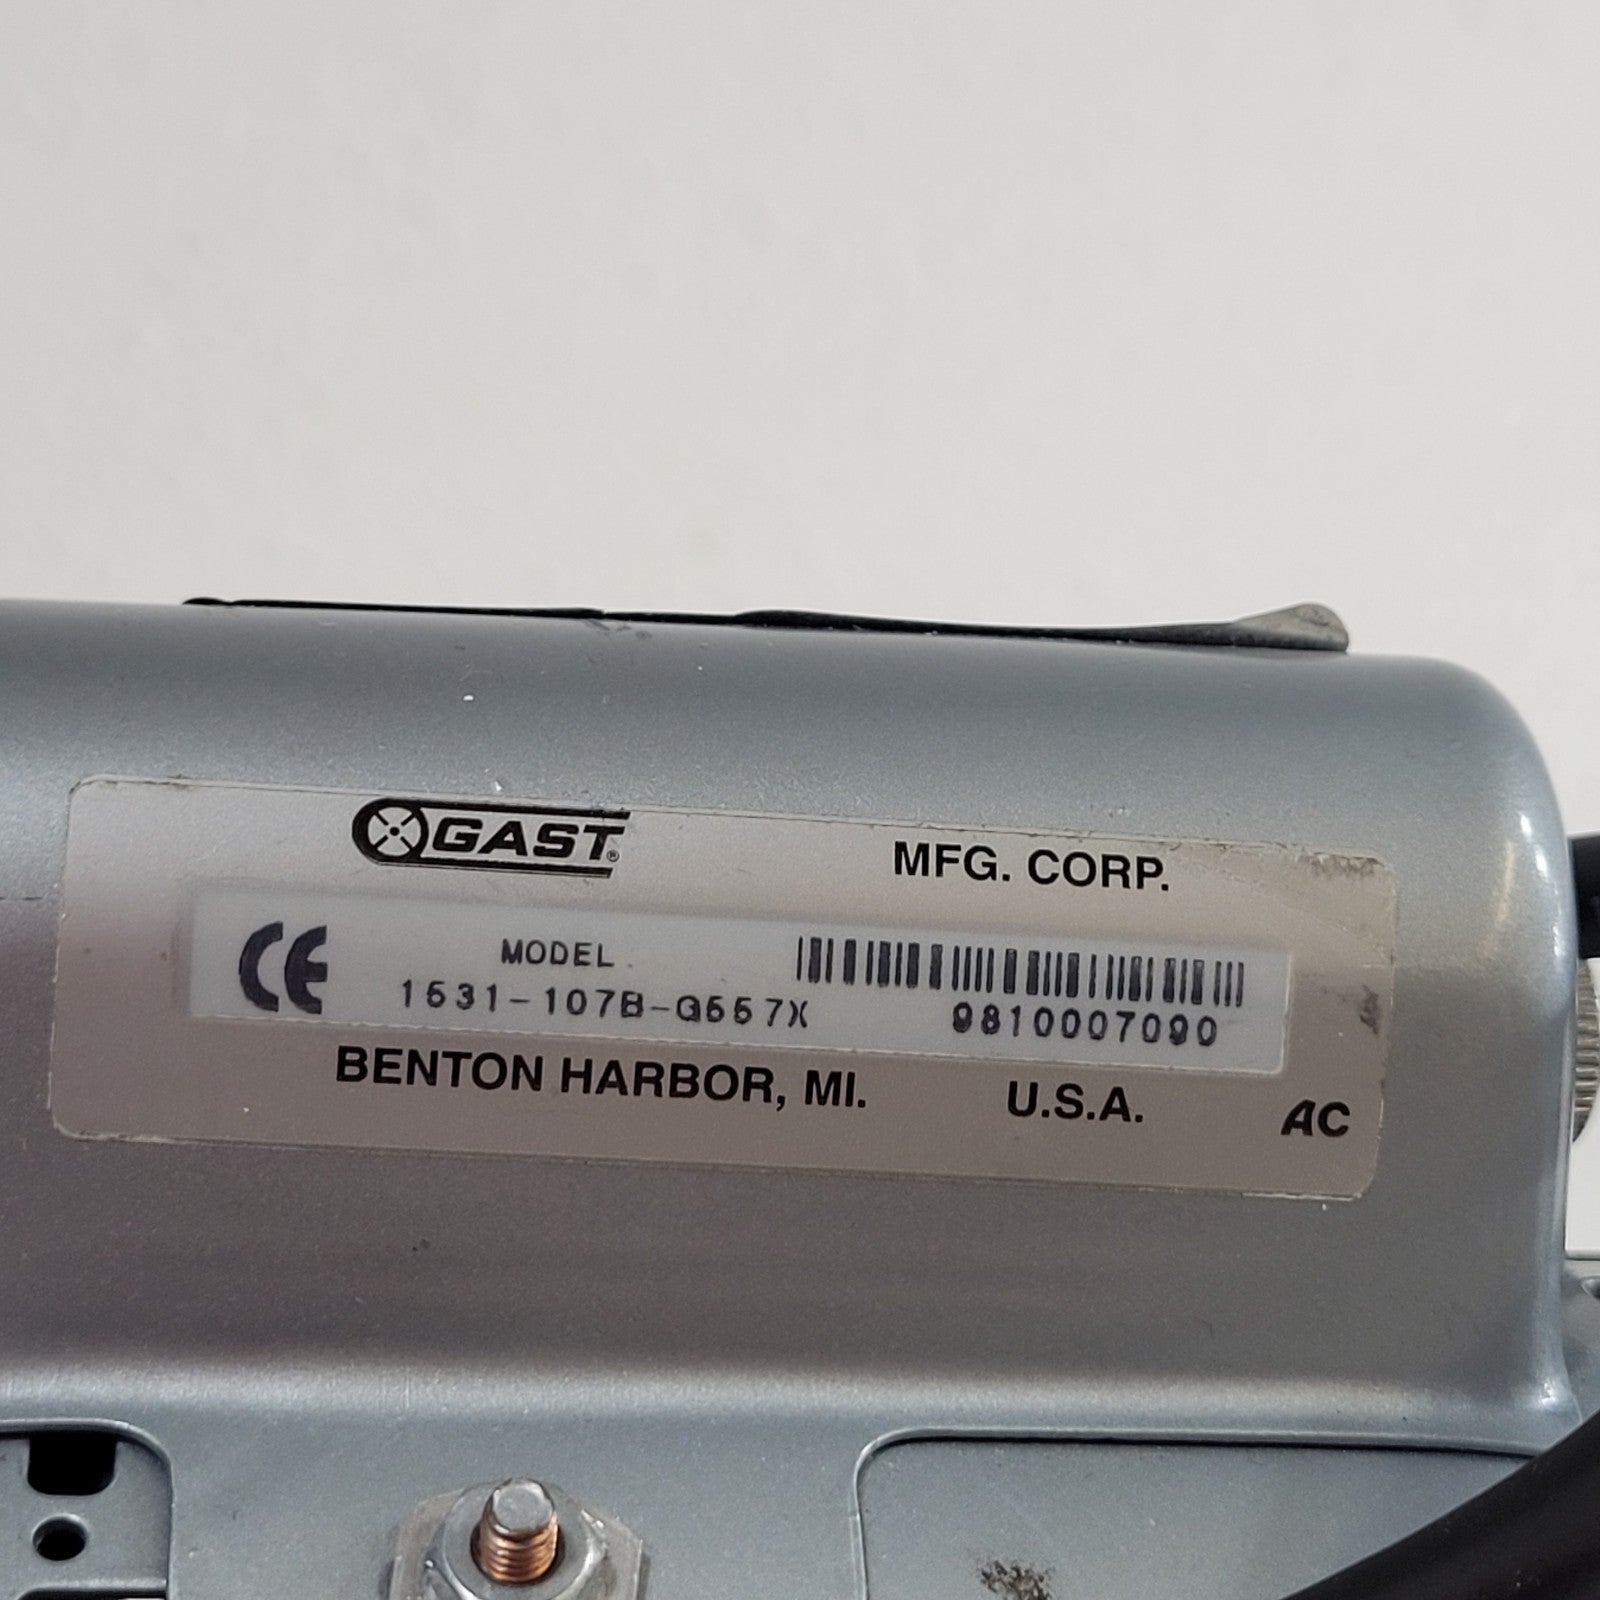 GAST® MFG. CORP.
CE MODEL
1531-107B-G557X 9810007090
BENTON HARBOR, MI. U.S.A. AC